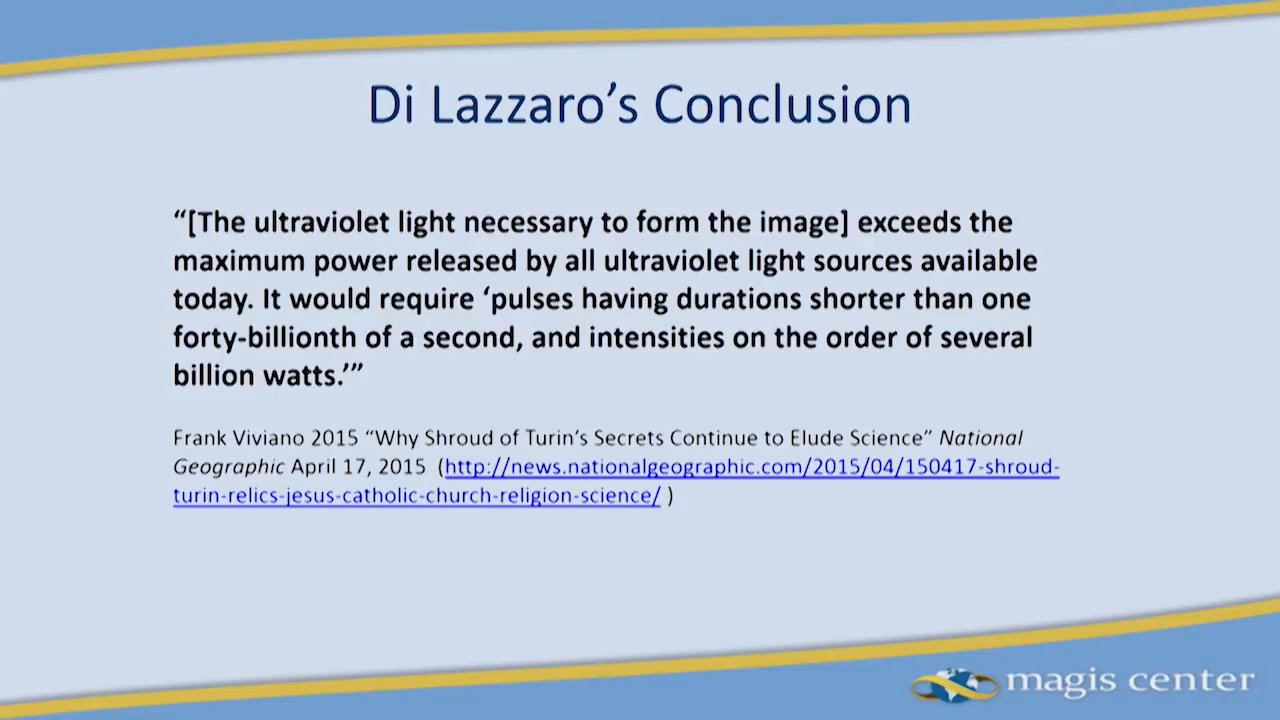 Di Lazzaro’s Conclusion
“[The ultraviolet light necessary to form the image] exceeds the
maximum power released by all ultraviolet light sources available
today. It would require ‘pulses having durations shorter than one
forty-billionth of a second, and intensities on the order of several
billion watts.’”
Frank Viviano 2015 “Why Shroud of Turin’s Secrets Continue to Elude Science” National
Geographic April 17, 2015 (http://news.nationalgeographic.com/2015/04/150417-shroud-
turin-relics-jesus-catholic-church-religion-science/ )
magis center